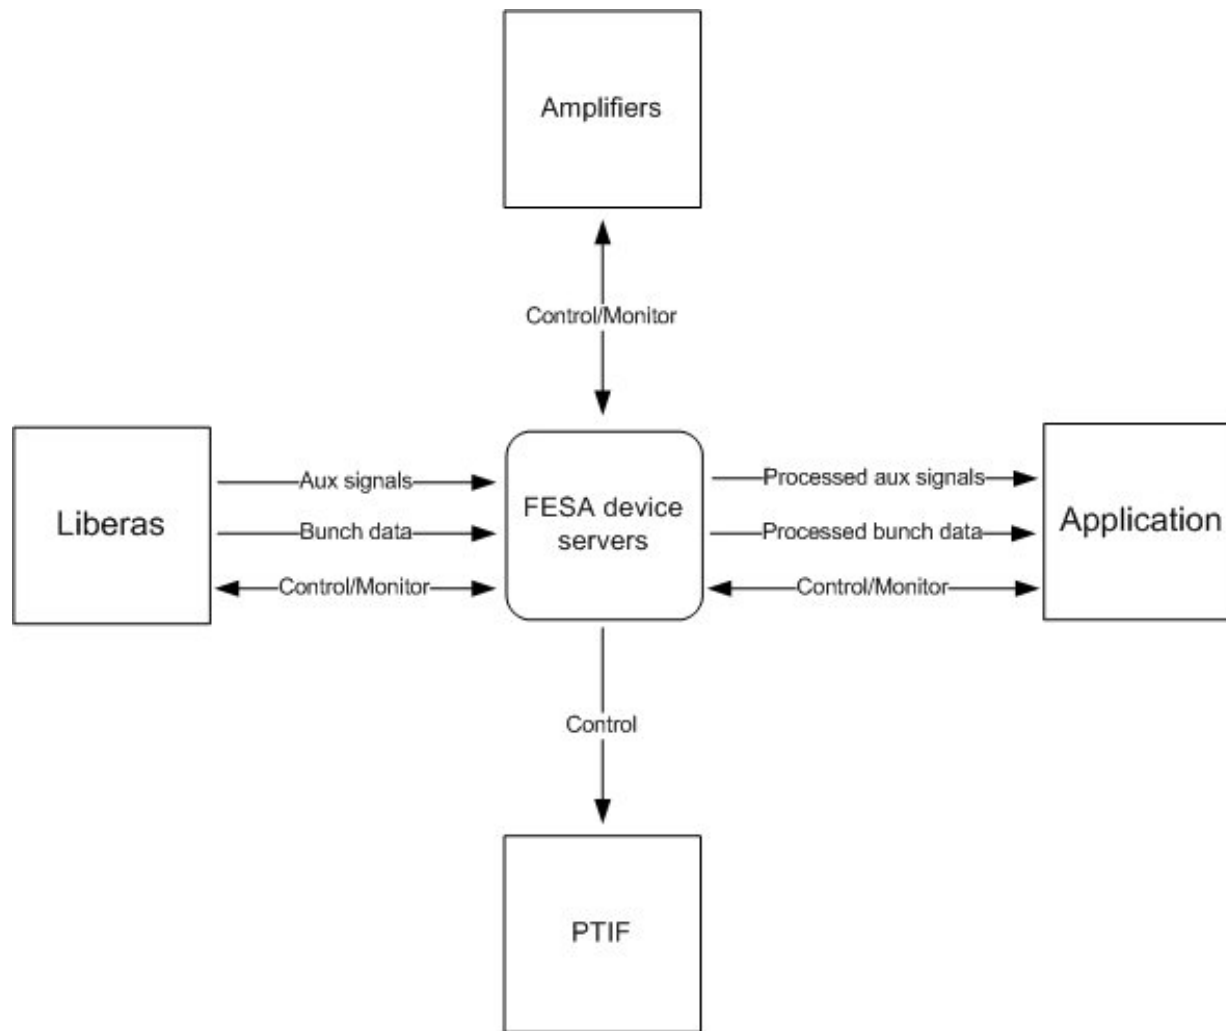 Amplifiers
Control/Monitor
Liberas
Aux signals
Bunch data
Control/Monitor
FESA device
servers
Processed aux signals
Processed bunch data
Control/Monitor
Application
Control
PTIF